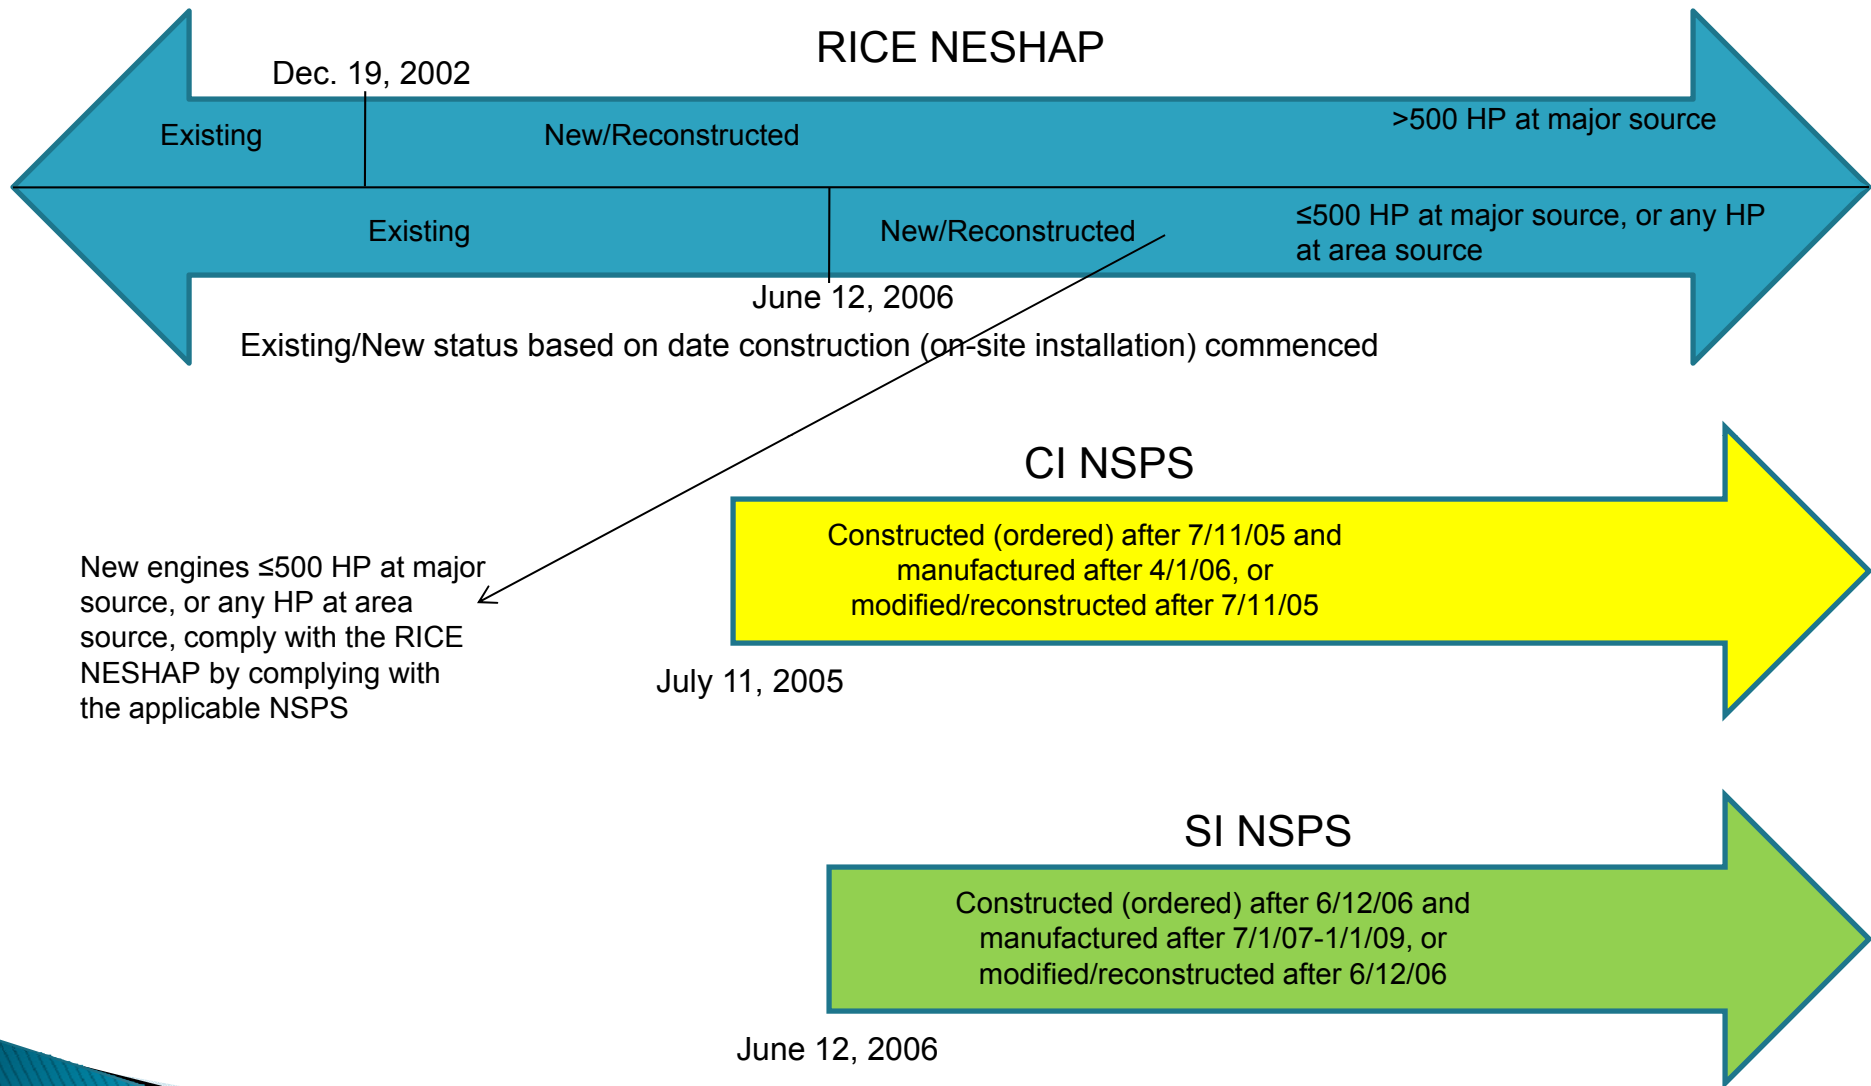 RICE NESHAP
Dec. 19, 2002
Existing
New/Reconstructed
>500 HP at major source
Existing
New/Reconstructed
≤500 HP at major source, or any HP
at area source
June 12, 2006
Existing/New status based on date construction (on-site installation) commenced
CI NSPS
Constructed (ordered) after 7/11/05 and
manufactured after 4/1/06, or
modified/reconstructed after 7/11/05
New engines ≤500 HP at major
source, or any HP at area
source, comply with the RICE
NESHAP by complying with
the applicable NSPS
July 11, 2005
SI NSPS
Constructed (ordered) after 6/12/06 and
manufactured after 7/1/07-1/1/09, or
modified/reconstructed after 6/12/06
June 12, 2006